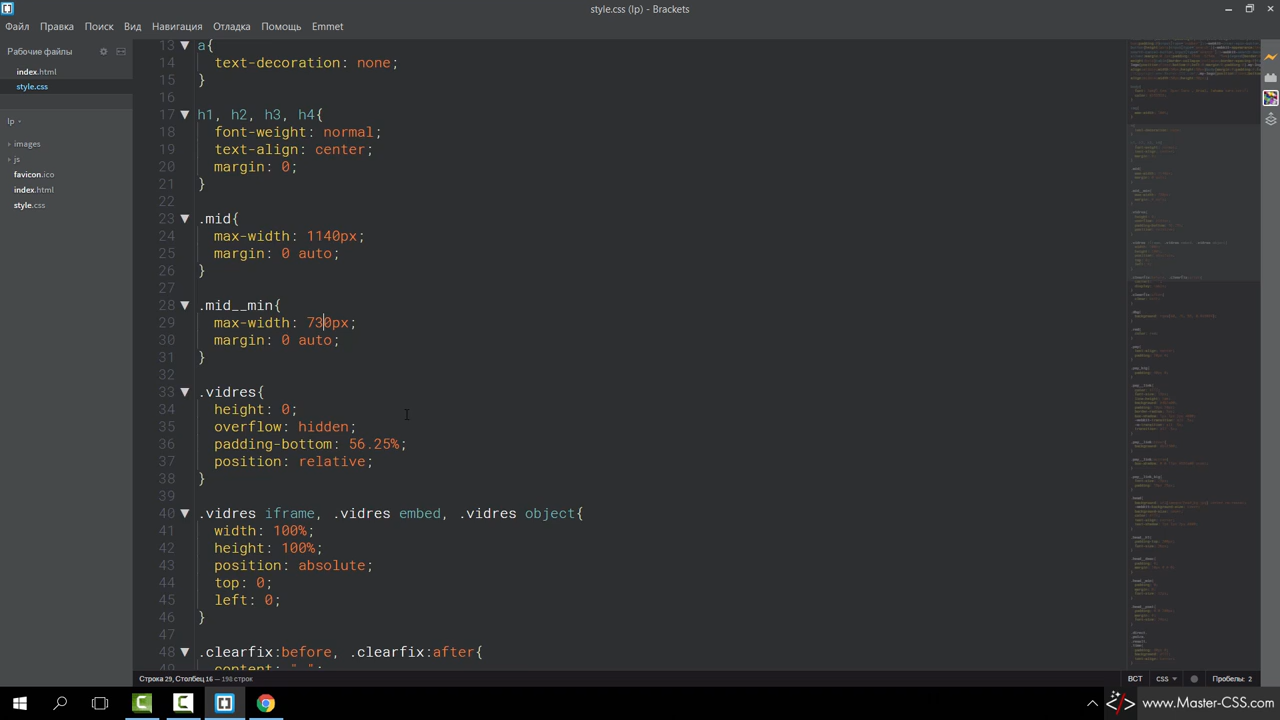 style.css (lp) - Brackets
Файл Правка Поиск Вид Навигация Отладка Emmet
Рабочие файлы
index.html
style.css
lp
images
js
favicon.ico
index.html
style.css
13 a{
14 text-decoration: none;
15 }
16
17 h1, h2, h3, h4{
18 font-weight: normal;
19 text-align: center;
20 margin: 0;
21 }
22
23 .mid{
24 max-width: 1140px;
25 margin: 0 auto;
26 }
27
28 .mid__min{
29 max-width: 730px;
30 margin: 0 auto;
31 }
32
33 .vidres{
34 height: 0;
35 overflow: hidden;
36 padding-bottom: 56.25%;
37 position: relative;
38 }
39
40 .vidres iframe, .vidres embed, .vidres object{
41 width: 100%;
42 height: 100%;
43 position: absolute;
44 top: 0;
45 left: 0;
46 }
47
48 .clearfix:before, .clearfix:after{
49 content: " ";
Строка 29, Столбец 16 — 198 строк
ВСТ CSS Пробелы: 2
www.Master-CSS.com